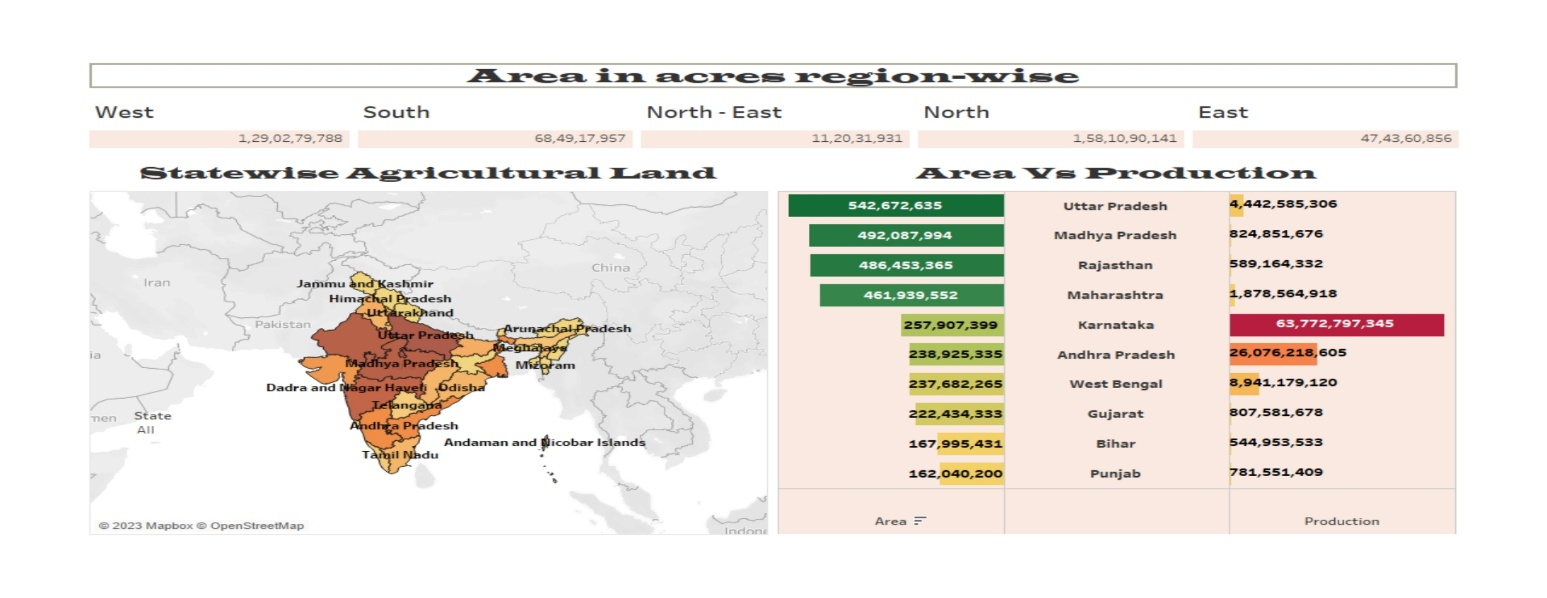 Area in acres region-wise
West South North - East North East
1,29,02,79,788 68,49,17,957 11,20,31,931 1,58,10,90,141 47,43,60,856
Statewise Agricultural Land
Iran
China
Pakistan
Jammu and Kashmir
Himachal Pradesh
Uttarakhand
Uttar Pradesh
Arunachal Pradesh
Meghalaya
Madhya Pradesh
Mizoram
Dadra and Nagar Haveli
Odisha
Telangana
men
State
All
Andhra Pradesh
Andaman and Nicobar Islands
Tamil Nadu
© 2023 Mapbox © OpenStreetMap
Indone
Area Vs Production
542,672,635 Uttar Pradesh 4,442,585,306
492,087,994 Madhya Pradesh 824,851,676
486,453,365 Rajasthan 589,164,332
461,939,552 Maharashtra 1,878,564,918
257,907,399 Karnataka 63,772,797,345
238,925,335 Andhra Pradesh 26,076,218,605
237,682,265 West Bengal 8,941,179,120
222,434,333 Gujarat 807,581,678
167,995,431 Bihar 544,953,533
162,040,200 Punjab 781,551,409
Area Production